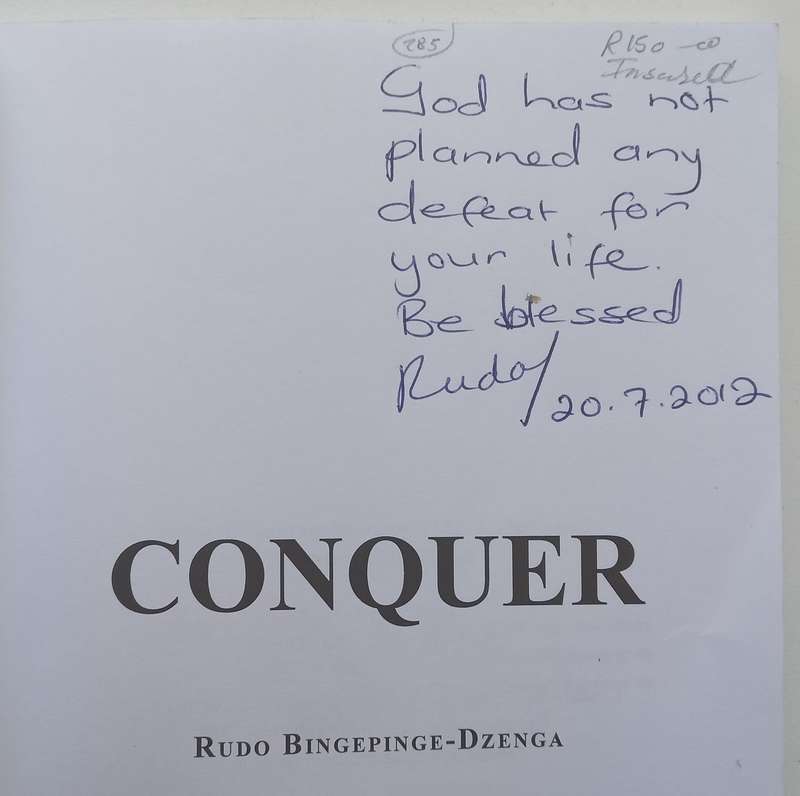 285
R150-00
God has not
planned any
defeat for
your life.
Be blessed
Rudo/20.7.2012
CONQUER
RUDO BINGEPINGE-DZENGA